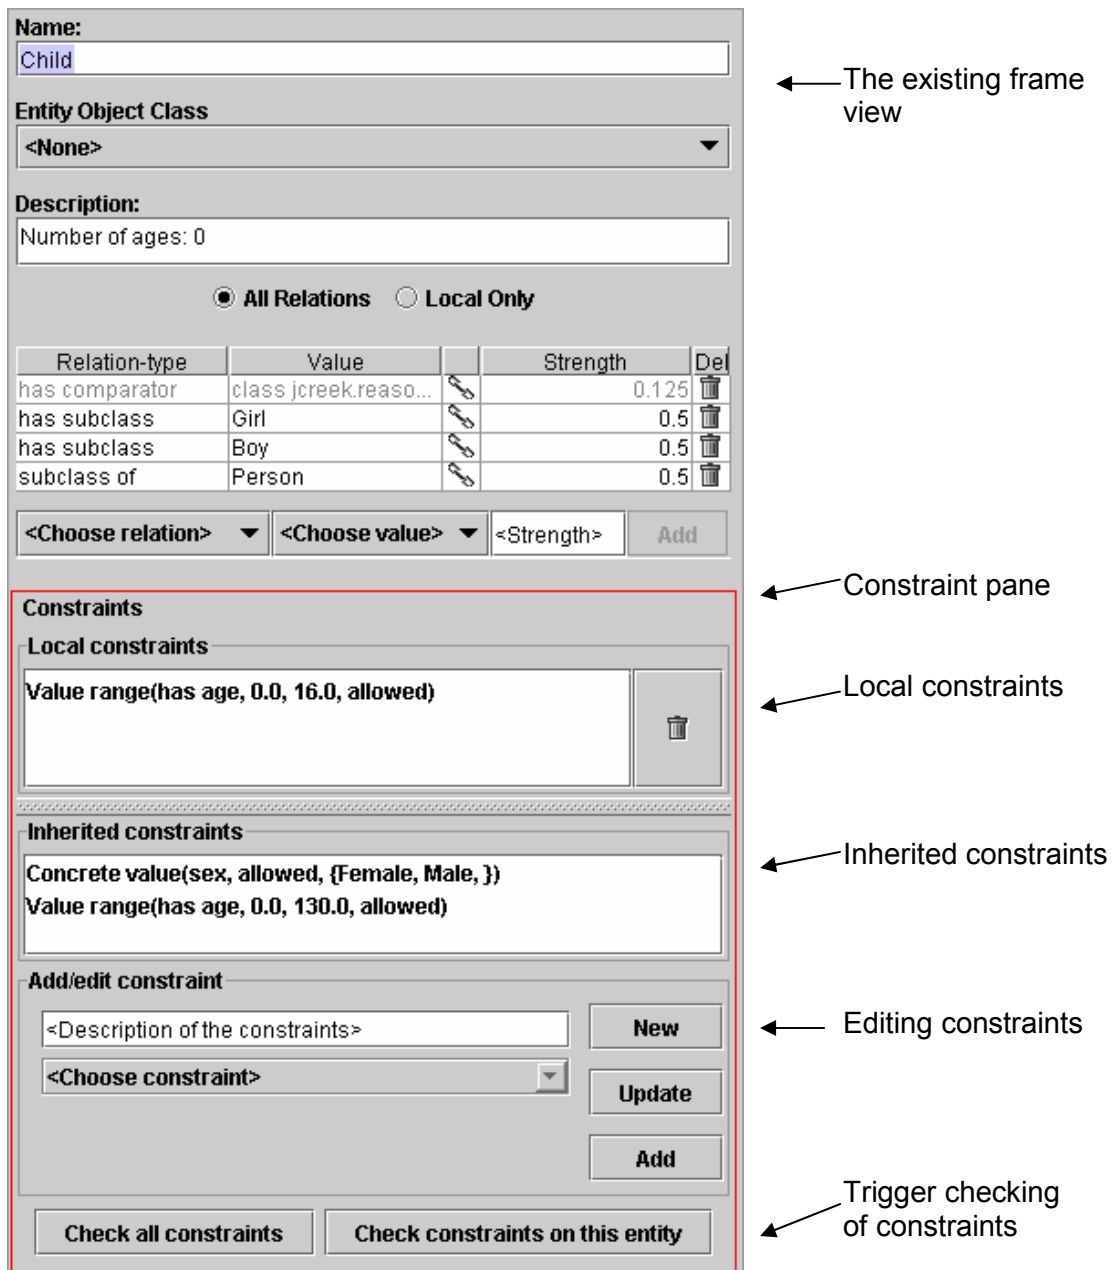 Name:
Child
The existing frame
view
Entity Object Class
<None>
Description:
Number of ages: 0
All Relations Local Only
Relation-type Value Strength Del
has comparator class jcreek.reaso... 0.125
has subclass Girl 0.5
has subclass Boy 0.5
subclass of Person 0.5
<Choose relation> <Choose value> <Strength> Add
Constraint pane
Constraints
Local constraints
Value range(has age, 0.0, 16.0, allowed)
Local constraints
Inherited constraints
Concrete value(sex, allowed, {Female, Male, })
Value range(has age, 0.0, 130.0, allowed)
Inherited constraints
Add/edit constraint
<Description of the constraints> New
Editing constraints
<Choose constraint>
Update
Add
Trigger checking
of constraints
Check all constraints Check constraints on this entity